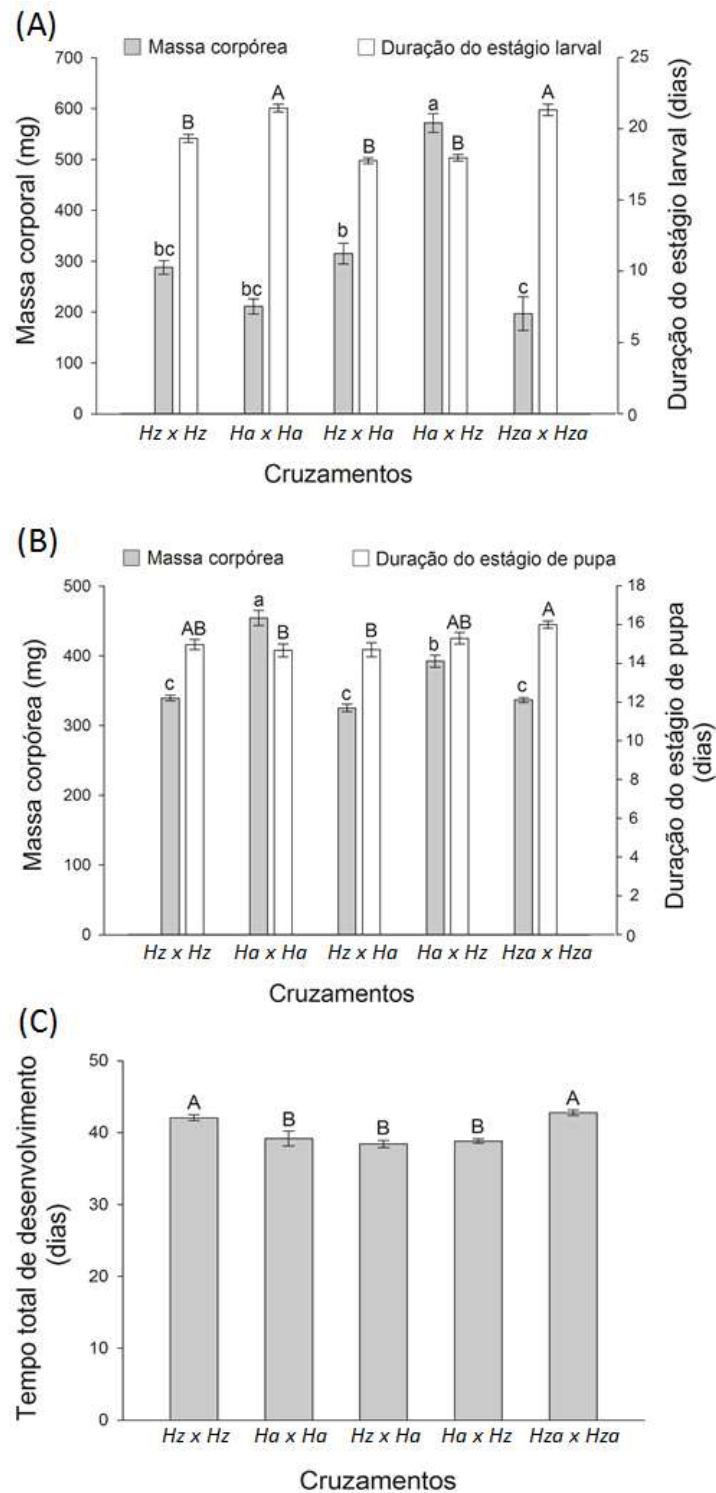 (A)
Massa corpórea Duração do estágio larval
700 25
600
20
500
400 15
300 10
200
5
100
0 0
Massa corporal (mg)
Duração do estágio larval (dias)
bc B bc A b B a B c A
Hz x Hz Ha x Ha Hz x Ha Ha x Hz Hza x Hza
Cruzamentos
(B)
Massa corpórea Duração do estágio de pupa
500 18
16
400 14
12
300 10
8
200
6
100 4
2
0 0
Massa corpórea (mg)
Duração do estágio de pupa
(dias)
c AB a B c B b AB c A
Hz x Hz Ha x Ha Hz x Ha Ha x Hz Hza x Hza
Cruzamentos
(C)
50
40
30
20
10
0
Tempo total de desenvolvimento
(dias)
A B B B A
Hz x Hz Ha x Ha Hz x Ha Ha x Hz Hza x Hza
Cruzamentos